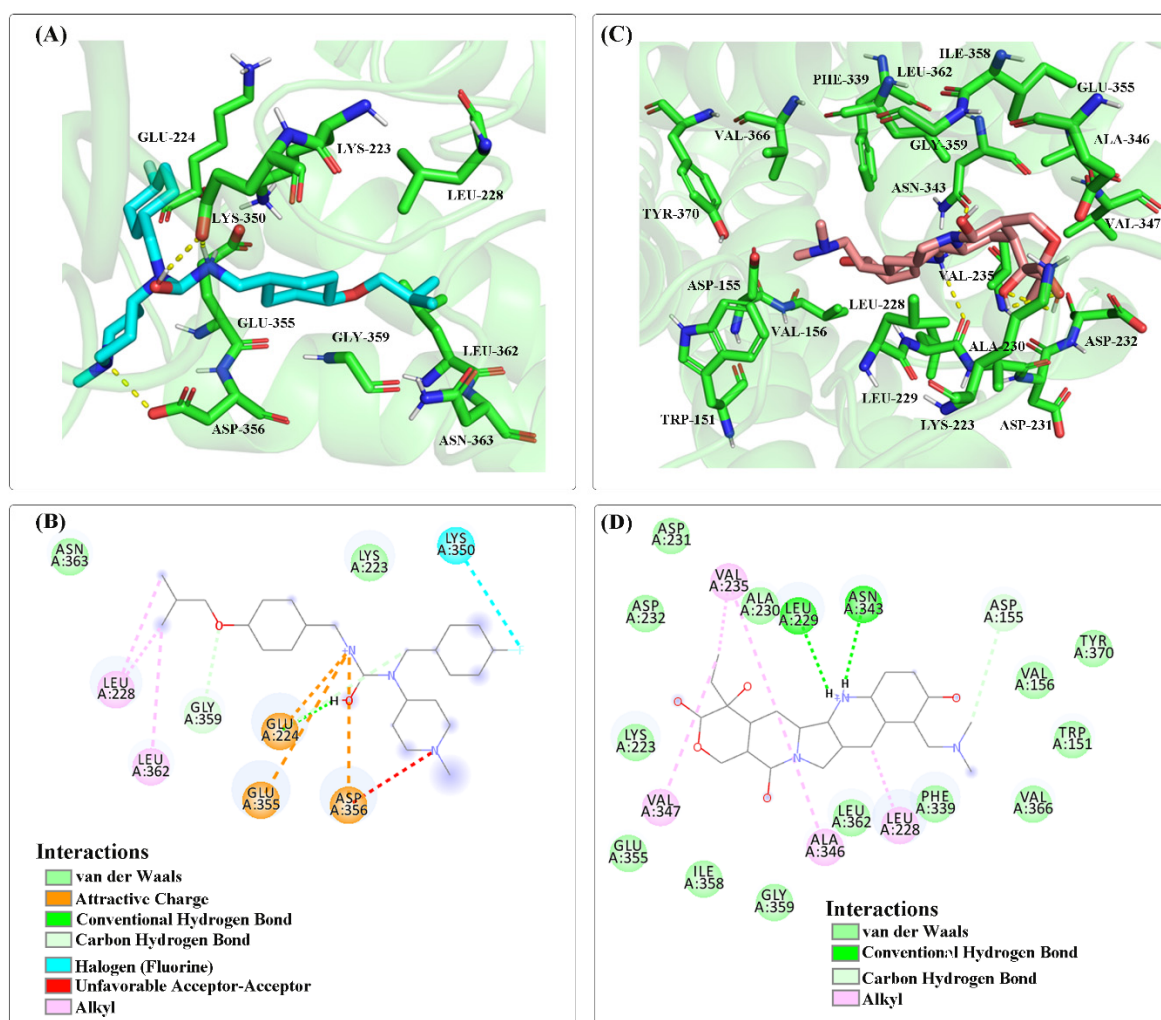 (A)
GLU-224
LYS-223
LEU-228
LYS-350
GLU-355
GLY-359
LEU-362
ASP-356
ASN-363
(C)
ILE-358
LEU-362
PHE-339
GLU-355
VAL-366
GLY-359
ALA-346
ASN-343
TYR-370
VAL-347
VAL-235
ASP-155
LEU-228
VAL-156
ALA-230
ASP-232
LEU-229
TRP-151
LYS-223
ASP-231
(B)
ASN
A:363
LYS
A:223
LYS
A:350
N
O
LEU
A:228
GLY
A:359
H
O
N
GLU
A:224
LEU
A:362
N
GLU
A:355
ASP
A:356
Interactions
van der Waals
Attractive Charge
Conventional Hydrogen Bond
Carbon Hydrogen Bond
Halogen (Fluorine)
Unfavorable Acceptor-Acceptor
Alkyl
(D)
ASP
A:231
VAL
A:235
ALA
A:230
LEU
A:229
ASN
A:343
ASP
A:155
ASP
A:232
TYR
A:370
VAL
A:156
H
H
N
O
O
O
O
N
N
O
LYS
A:223
TRP
A:151
VAL
A:347
LEU
A:362
PHE
A:339
VAL
A:366
LEU
A:228
ALA
A:346
GLU
A:355
ILE
A:358
GLY
A:359
Interactions
van der Waals
Conventional Hydrogen Bond
Carbon Hydrogen Bond
Alkyl